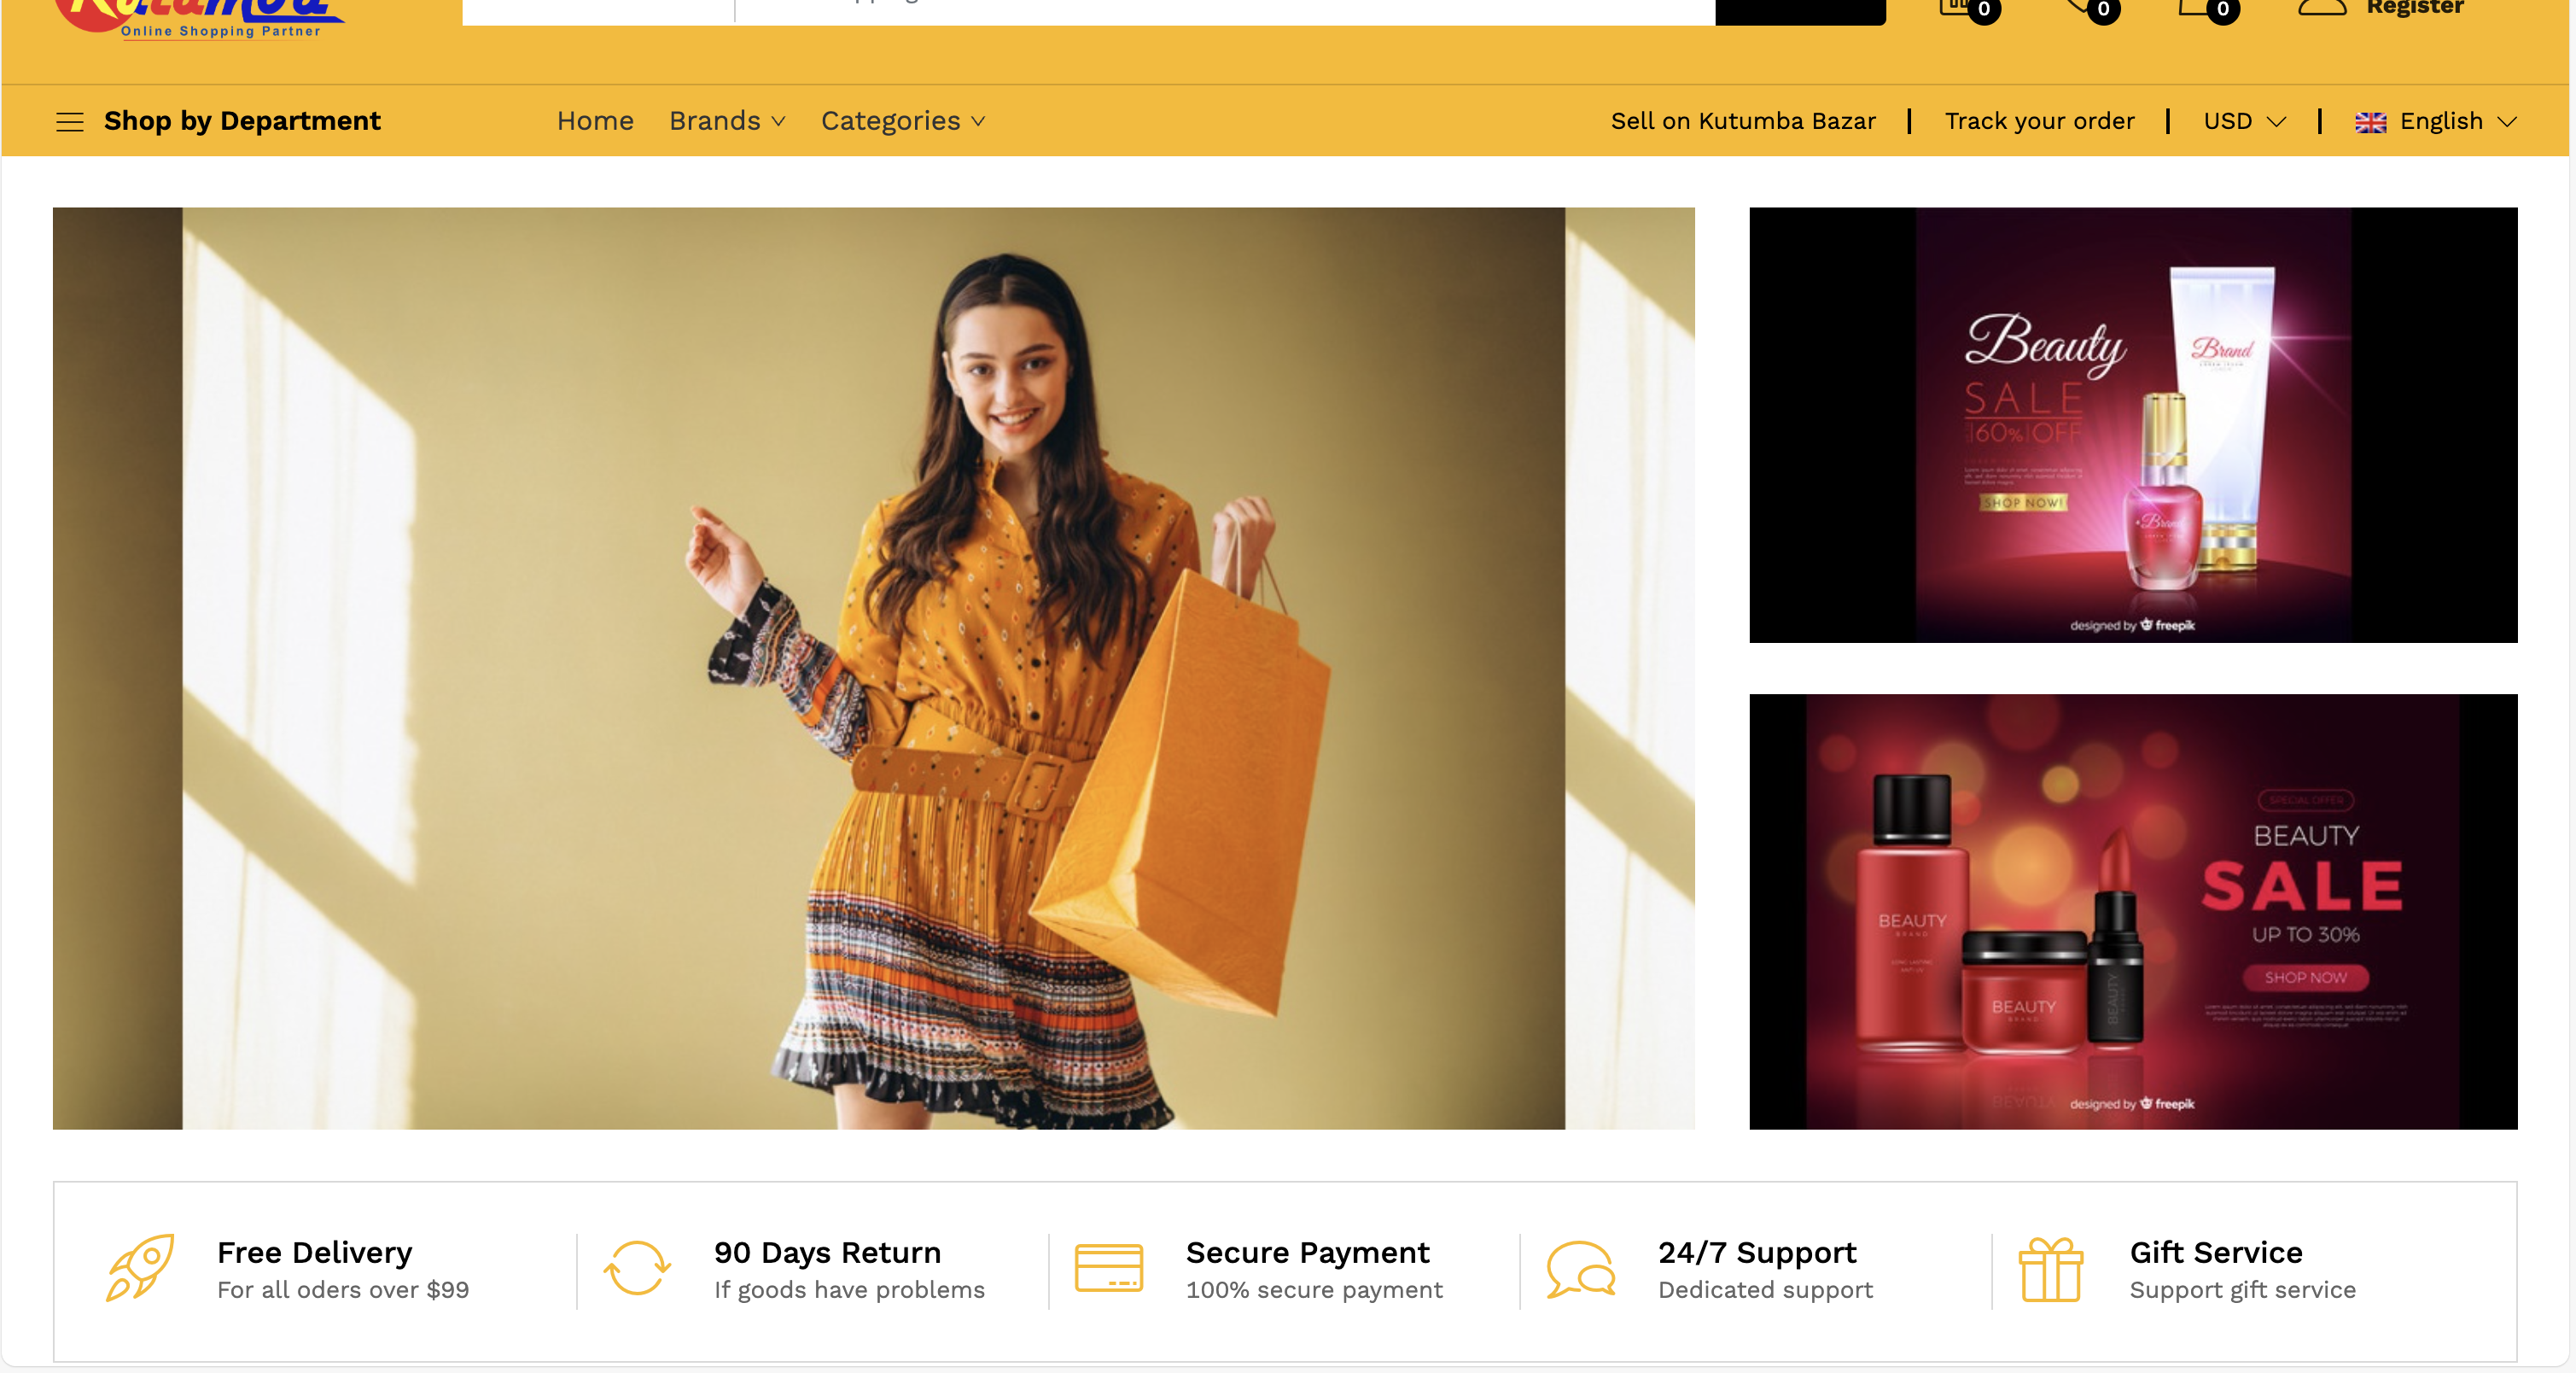 Online Shopping Partner
0
0
0
Register
Shop by Department
Home
Brands
Categories
Sell on Kutumba Bazar
Track your order
USD
English
Beauty
SALE
60% OFF
SHOP NOW!
Brand
Brand
designed by freepik
SPECIAL OFFER
BEAUTY
SALE
UP TO 30%
SHOP NOW
BEAUTY
BRAND
BEAUTY
BRAND
BEAUTY
designed by freepik
Free Delivery
For all oders over $99
90 Days Return
If goods have problems
Secure Payment
100% secure payment
24/7 Support
Dedicated support
Gift Service
Support gift service